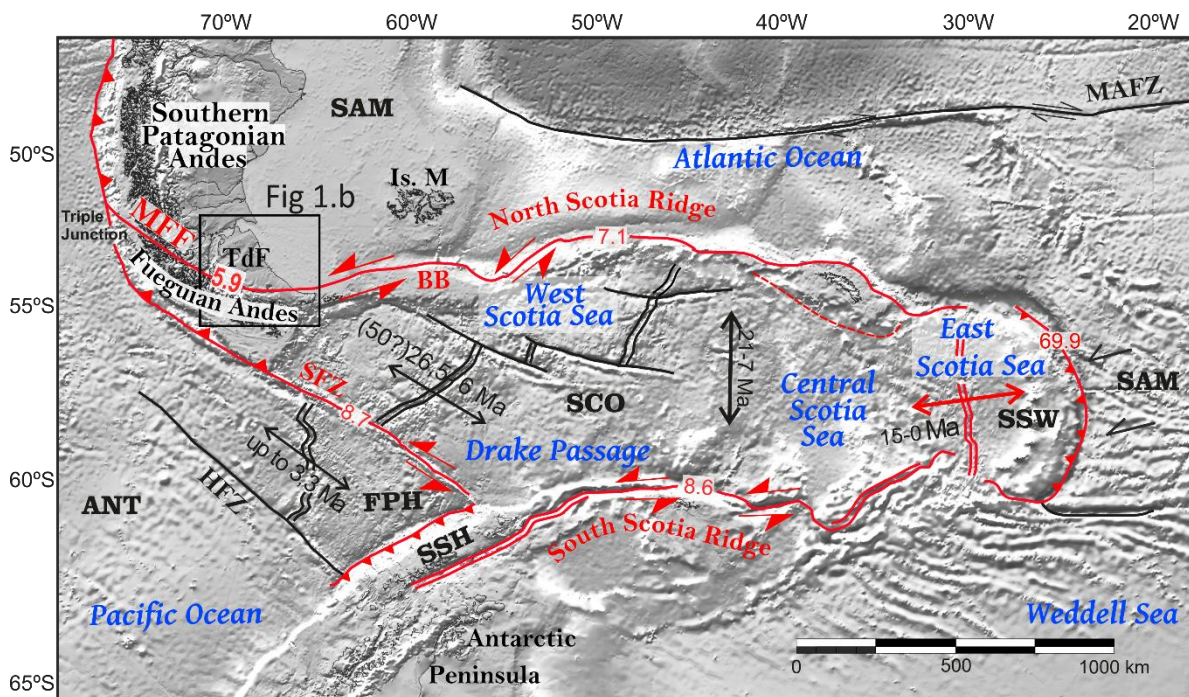 70ºW
60ºW
50ºW
40ºW
30ºW
20ºW
50ºS
55ºS
60ºS
65ºS
Southern
Patagonian
Andes
SAM
MAFZ
Atlantic Ocean
Is. M
Fig 1.b
North Scotia Ridge
7.1
Triple
Junction
MFF
TdF
5.9
Fueguian Andes
BB
West
Scotia Sea
East
Scotia Sea
69.9
SAM
(50?)26.5-6 Ma
21-7 Ma
SFZ
8.7
SCO
Central
Scotia
Sea
SSW
15-0 Ma
Drake Passage
up to 3.3 Ma
ANT
HFZ
FPH
8.6
SSH
South Scotia Ridge
Pacific Ocean
Weddell Sea
Antarctic
Peninsula
0
500
1000 km